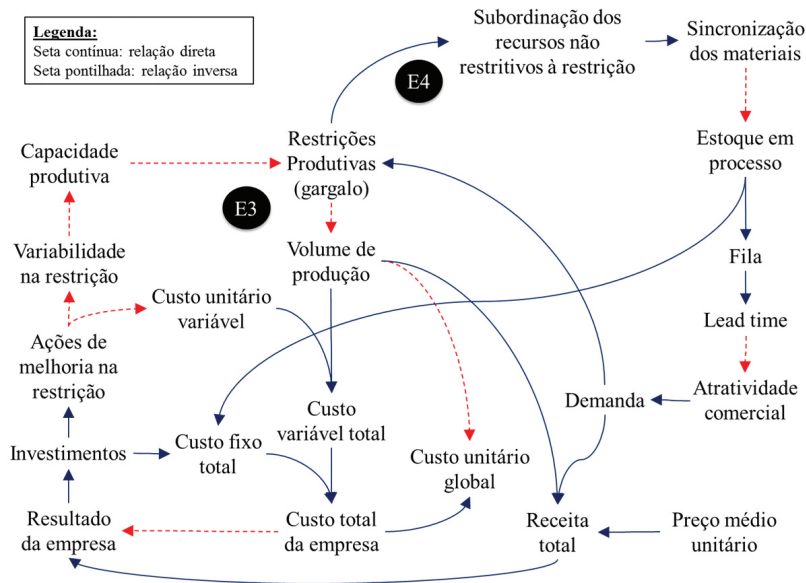 Legenda:
Seta contínua: relação direta
Seta pontilhada: relação inversa
Subordinação dos
recursos não
restritivos à restrição
Sincronização
dos materiais
E4
Capacidade
produtiva
Restrições
Produtivas
(gargalo)
Estoque em
processo
E3
Variabilidade
na restrição
Volume de
produção
Fila
Custo unitário
variável
Lead time
Ações de
melhoria na
restrição
Atratividade
comercial
Demanda
Custo
variável total
Investimentos
Custo fixo
total
Custo unitário
global
Resultado
da empresa
Custo total
da empresa
Receita
total
Preço médio
unitário